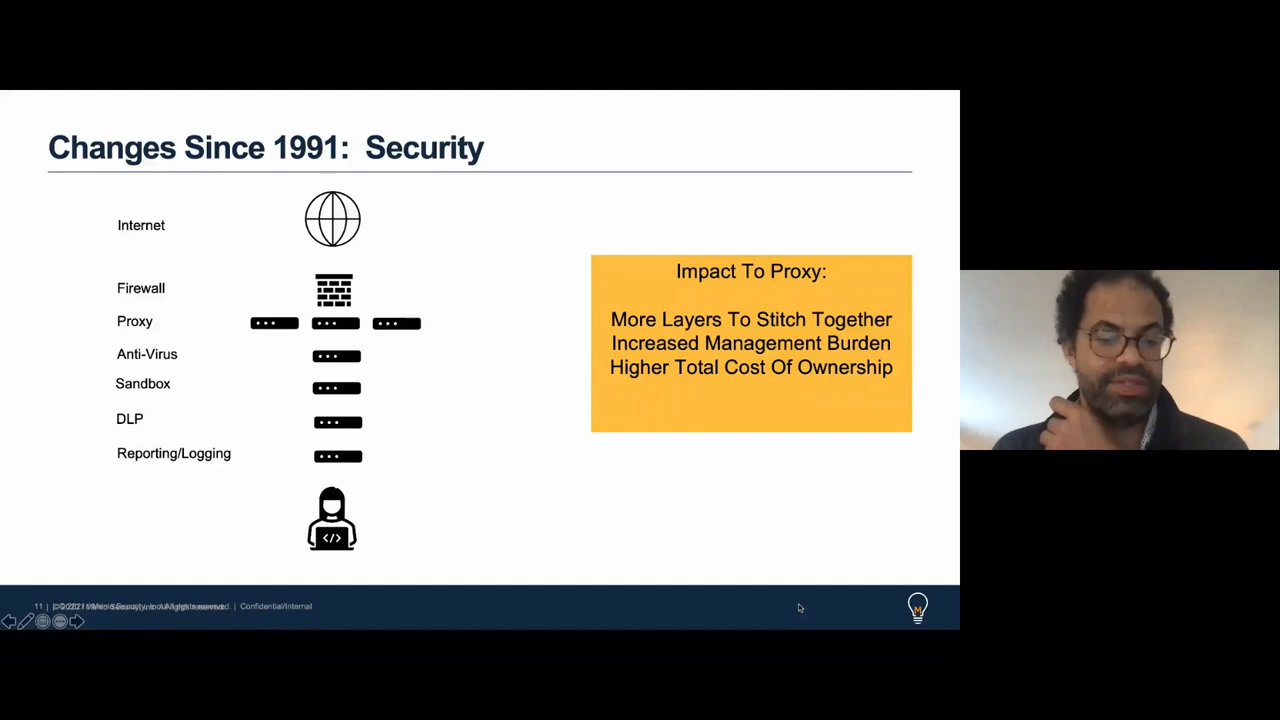 Changes Since 1991: Security
Internet
Firewall
Proxy
Anti-Virus
Sandbox
DLP
Reporting/Logging
</>
Impact To Proxy:
More Layers To Stitch Together
Increased Management Burden
Higher Total Cost Of Ownership
11 | | Confidential/Internal
M